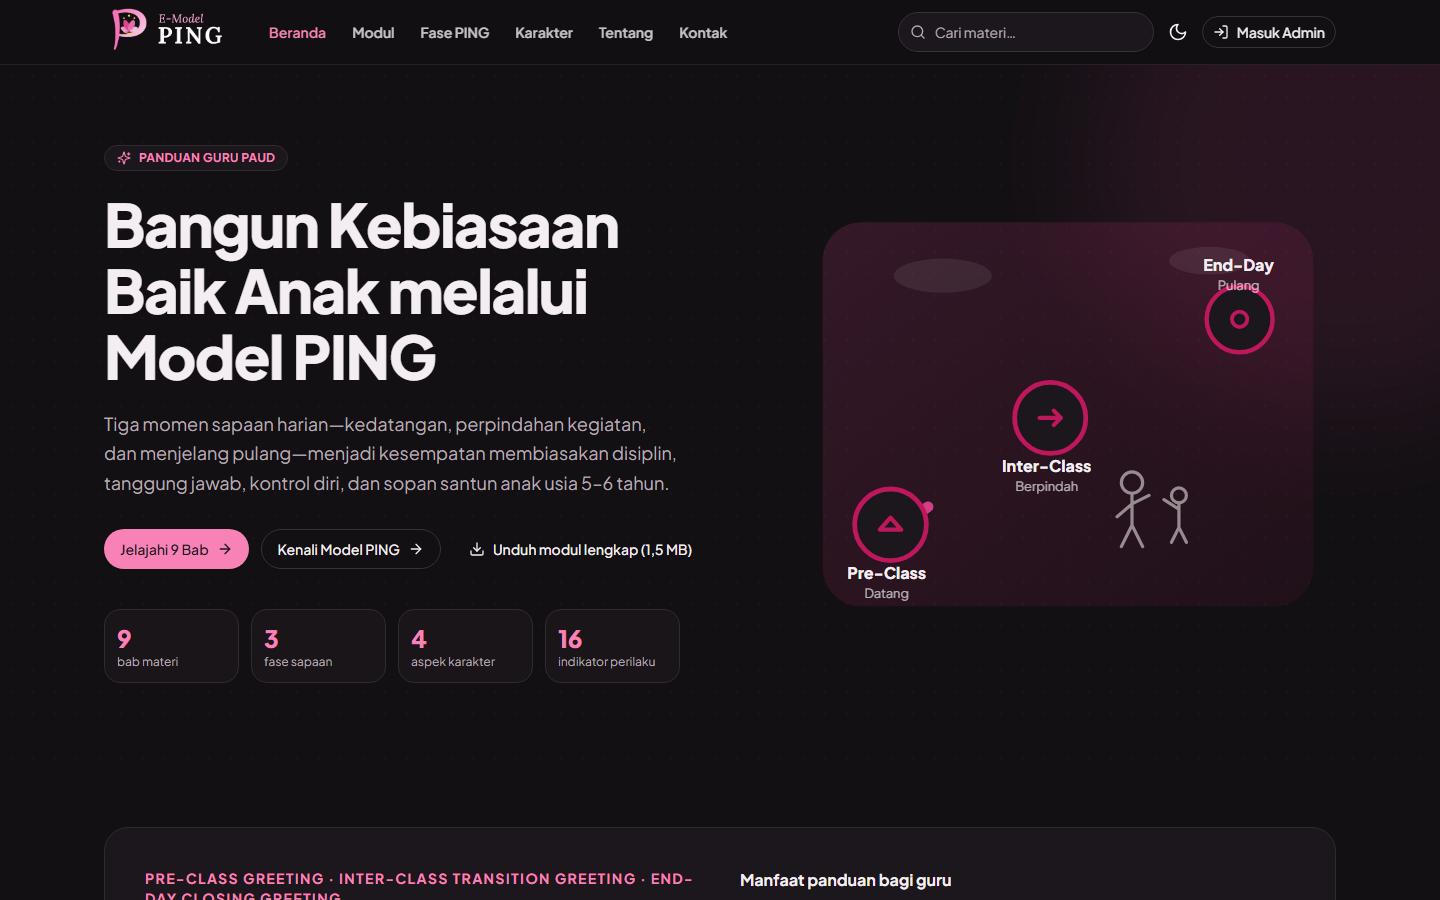 E-Model
PING
Beranda
Modul
Fase PING
Karakter
Tentang
Kontak
Cari materi...
Masuk Admin
PANDUAN GURU PAUD
Bangun Kebiasaan
Baik Anak melalui
Model PING
Tiga momen sapaan harian—kedatangan, perpindahan kegiatan,
dan menjelang pulang—menjadi kesempatan membiasakan disiplin,
tanggung jawab, kontrol diri, dan sopan santun anak usia 5–6 tahun.
Jelajahi 9 Bab
Kenali Model PING
Unduh modul lengkap (1,5 MB)
9
bab materi
3
fase sapaan
4
aspek karakter
16
indikator perilaku
End-Day
Pulang
Inter-Class
Berpindah
Pre-Class
Datang
PRE-CLASS GREETING · INTER-CLASS TRANSITION GREETING · END-
DAY CLOSING GREETING
Manfaat panduan bagi guru